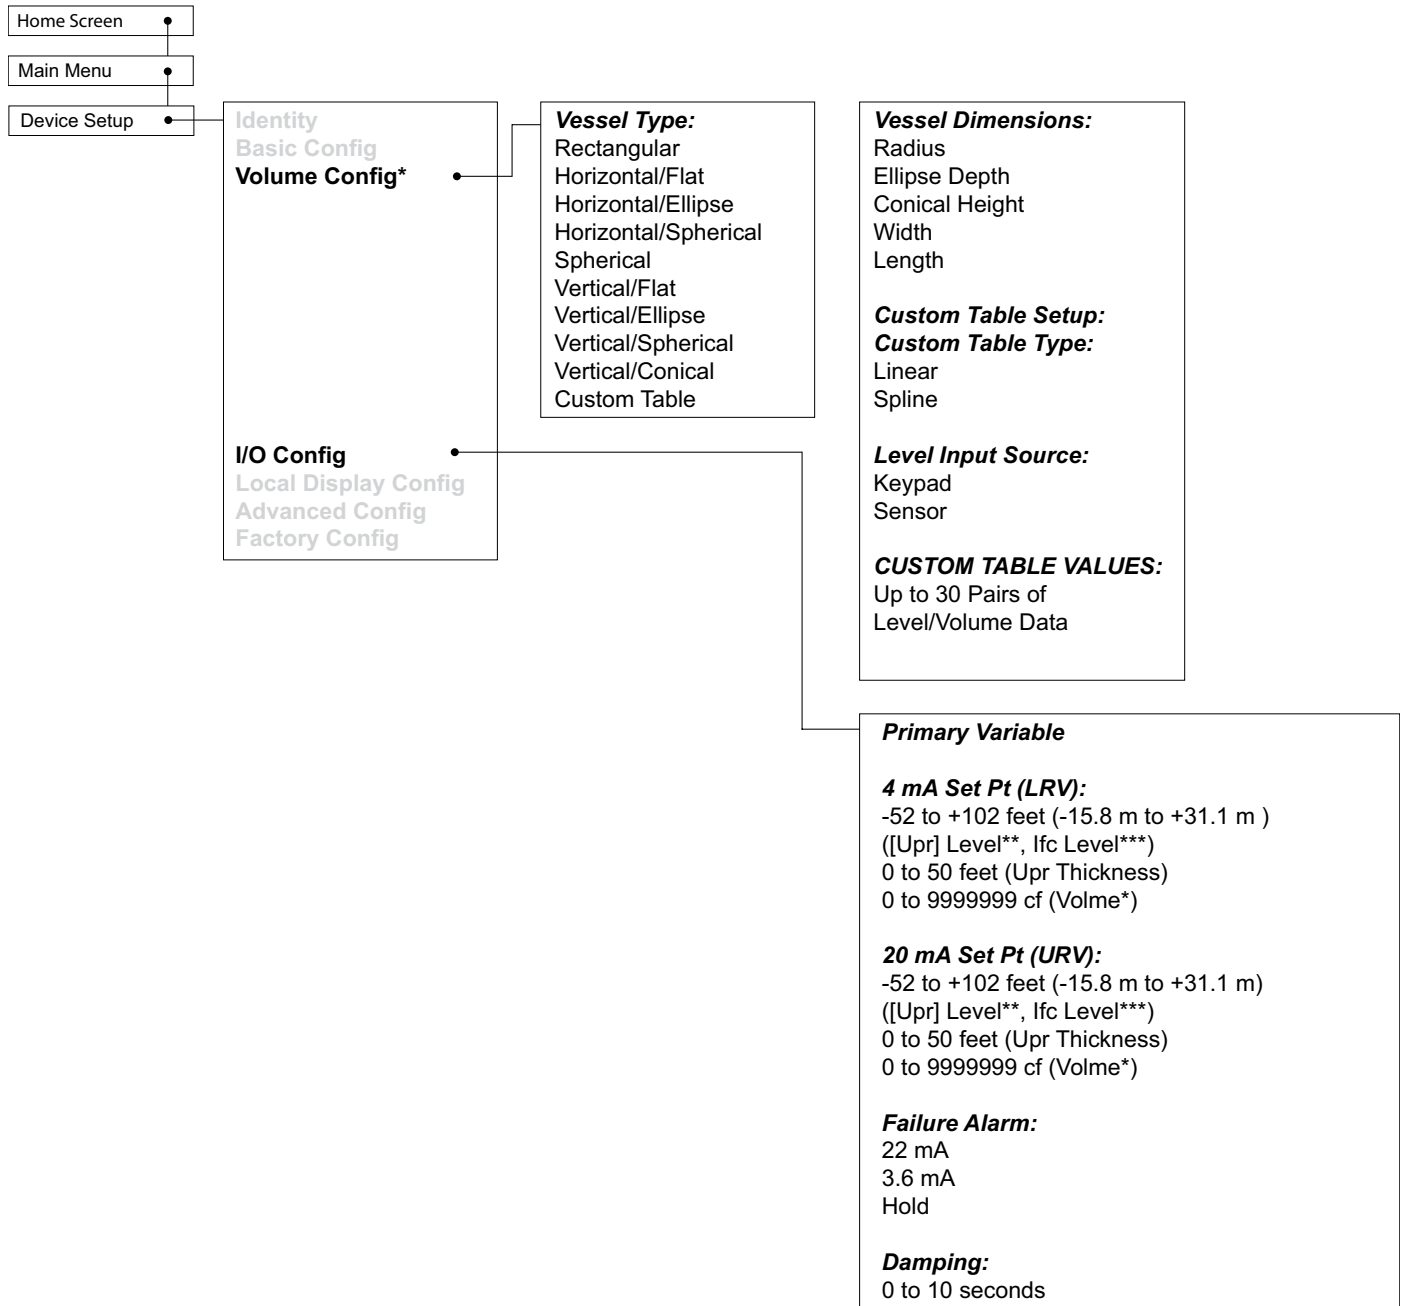 Home Screen
Main Menu
Device Setup
Identity
Basic Config
Volume Config*
I/O Config
Local Display Config
Advanced Config
Factory Config
Vessel Type:
Rectangular
Horizontal/Flat
Horizontal/Ellipse
Horizontal/Spherical
Spherical
Vertical/Flat
Vertical/Ellipse
Vertical/Spherical
Vertical/Conical
Custom Table
Vessel Dimensions:
Radius
Ellipse Depth
Conical Height
Width
Length
Custom Table Setup:
Custom Table Type:
Linear
Spline
Level Input Source:
Keypad
Sensor
CUSTOM TABLE VALUES:
Up to 30 Pairs of
Level/Volume Data
Primary Variable
4 mA Set Pt (LRV):
-52 to +102 feet (-15.8 m to +31.1 m )
([Upr] Level**, Ifc Level***)
0 to 50 feet (Upr Thickness)
0 to 9999999 cf (Volme*)
20 mA Set Pt (URV):
-52 to +102 feet (-15.8 m to +31.1 m)
([Upr] Level**, Ifc Level***)
0 to 50 feet (Upr Thickness)
0 to 9999999 cf (Volme*)
Failure Alarm:
22 mA
3.6 mA
Hold
Damping:
0 to 10 seconds